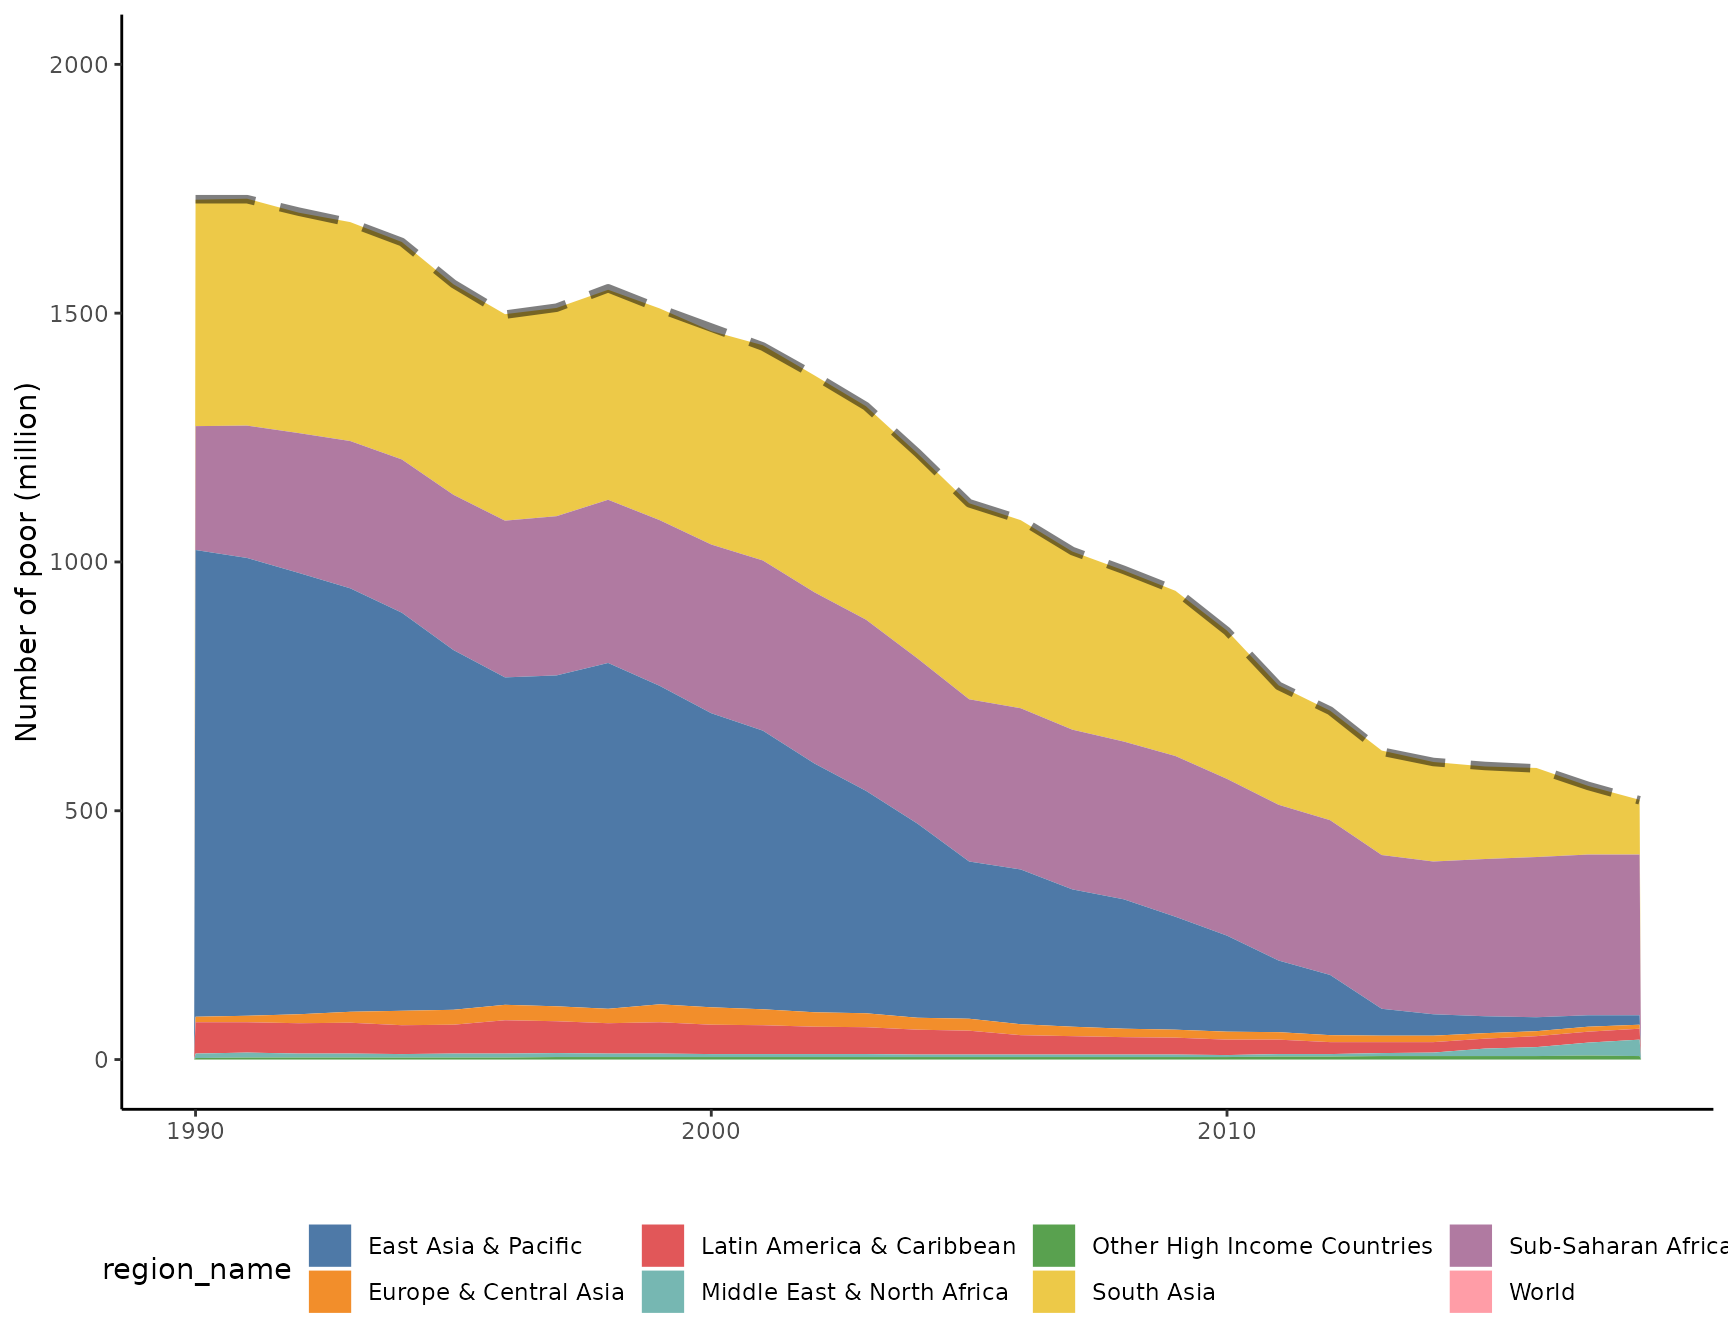 2000
1500
1000
500
0
Number of poor (million)
1990 2000 2010
region_name
East Asia & Pacific Latin America & Caribbean Other High Income Countries Sub-Saharan Africa
Europe & Central Asia Middle East & North Africa South Asia World